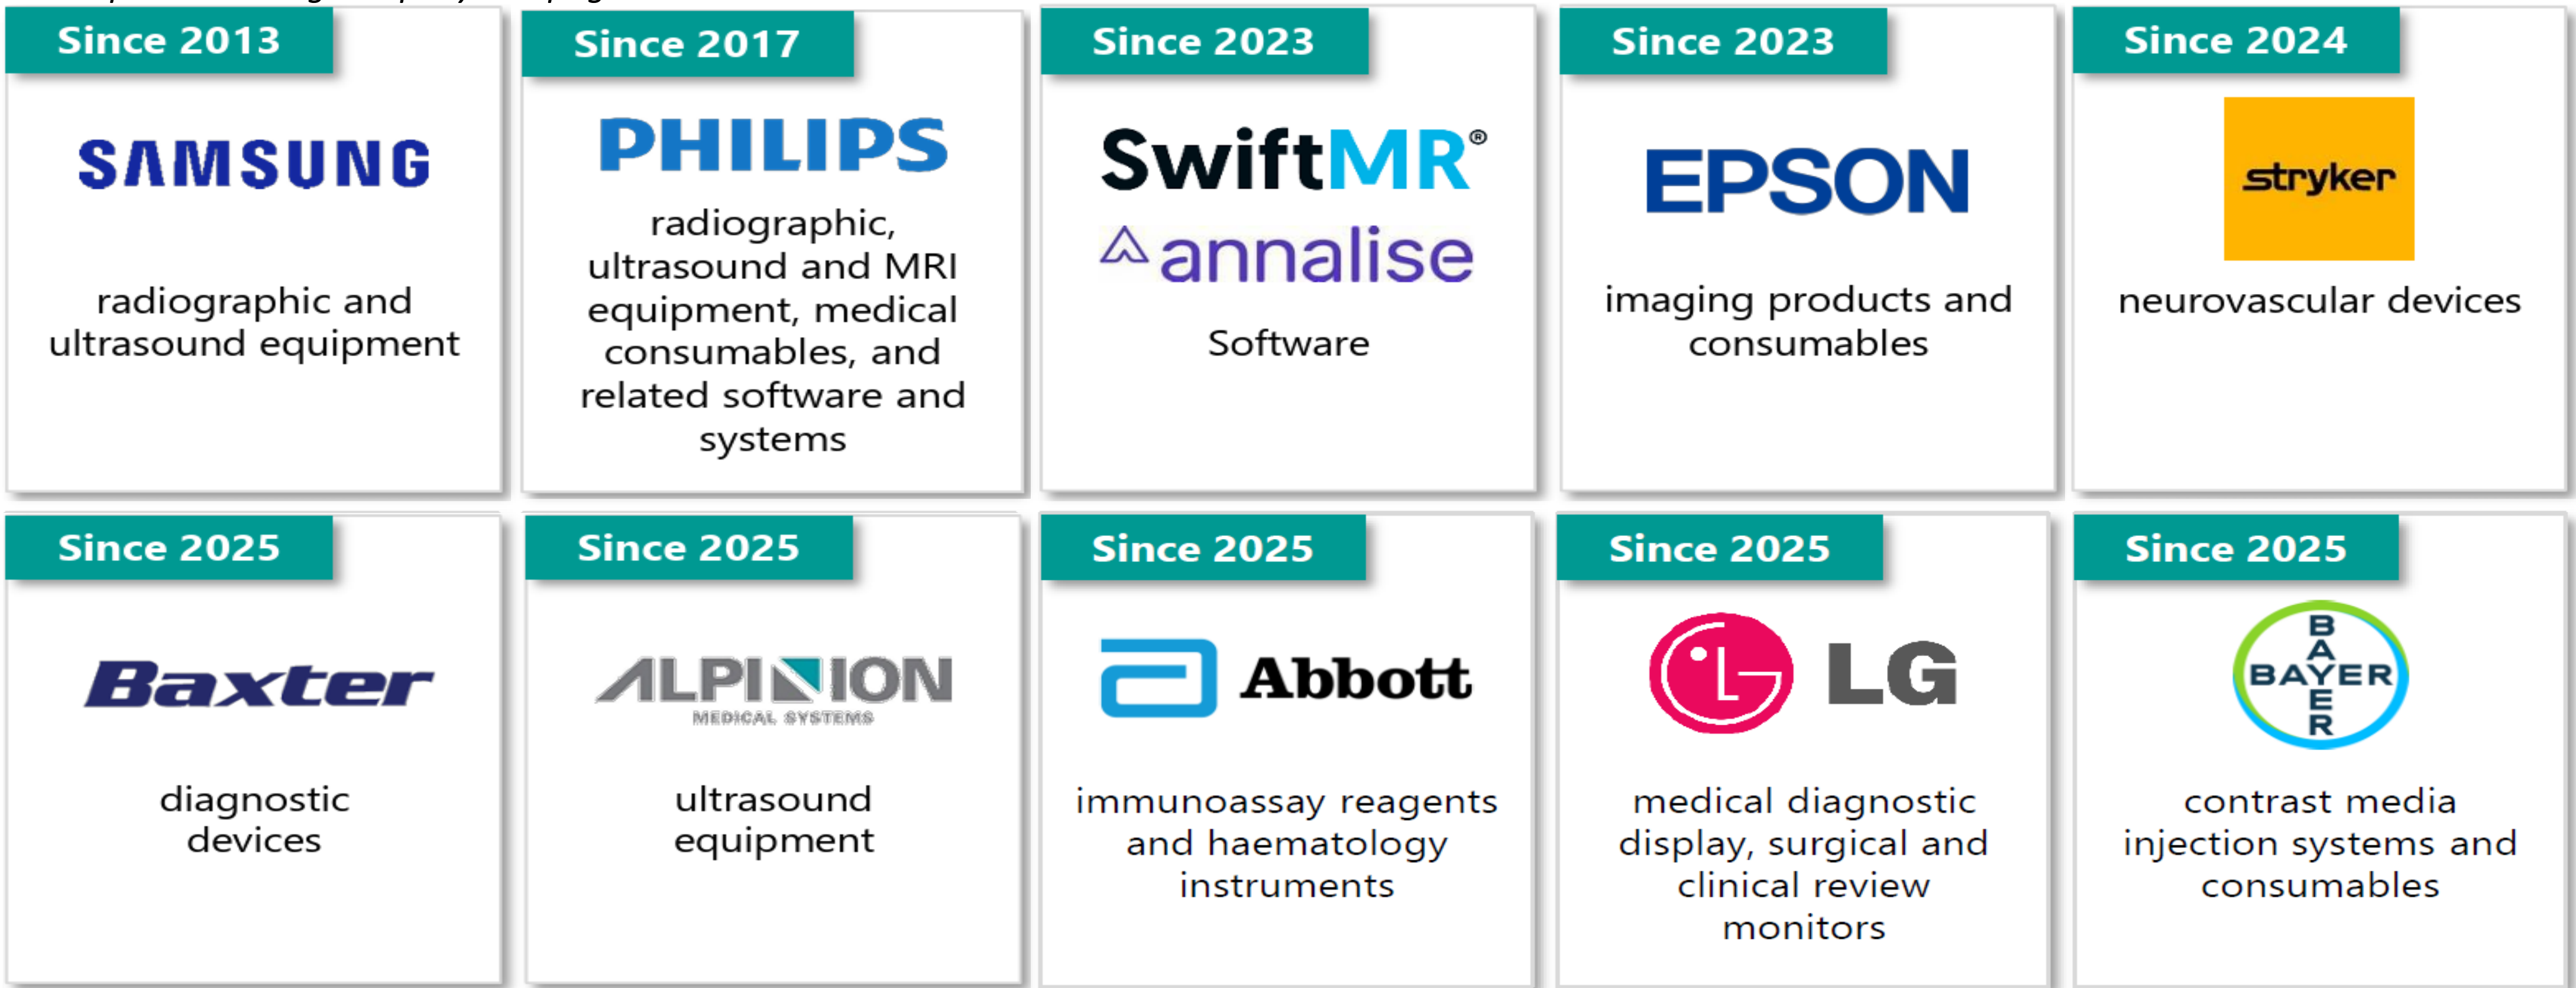 Since 2013
SAMSUNG
radiographic and
ultrasound equipment
Since 2017
PHILIPS
radiographic,
ultrasound and MRI
equipment, medical
consumables, and
related software and
systems
Since 2023
SwiftMR®
annalise
Software
Since 2023
EPSON
imaging products and
consumables
Since 2024
stryker
neurovascular devices
Since 2025
Baxter
diagnostic
devices
Since 2025
ALPINION
MEDICAL SYSTEMS
ultrasound
equipment
Since 2025
Abbott
immunoassay reagents
and haematology
instruments
Since 2025
LG
medical diagnostic
display, surgical and
clinical review
monitors
Since 2025
BAYER
BAYER
contrast media
injection systems and
consumables